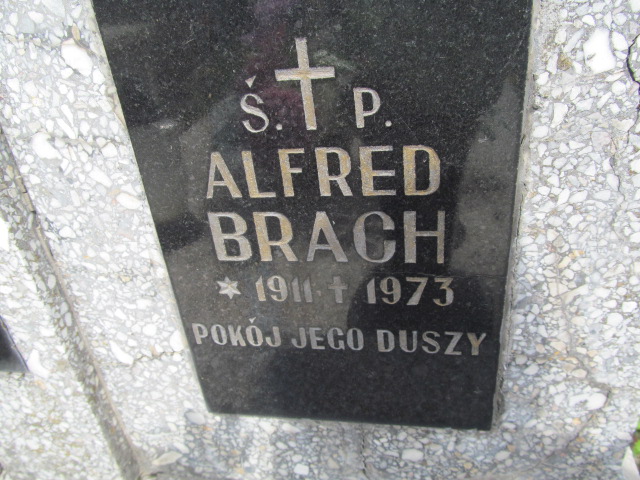 Ś. † P.
ALFRED
BRACH
* 1911 † 1973
POKÓJ JEGO DUSZY